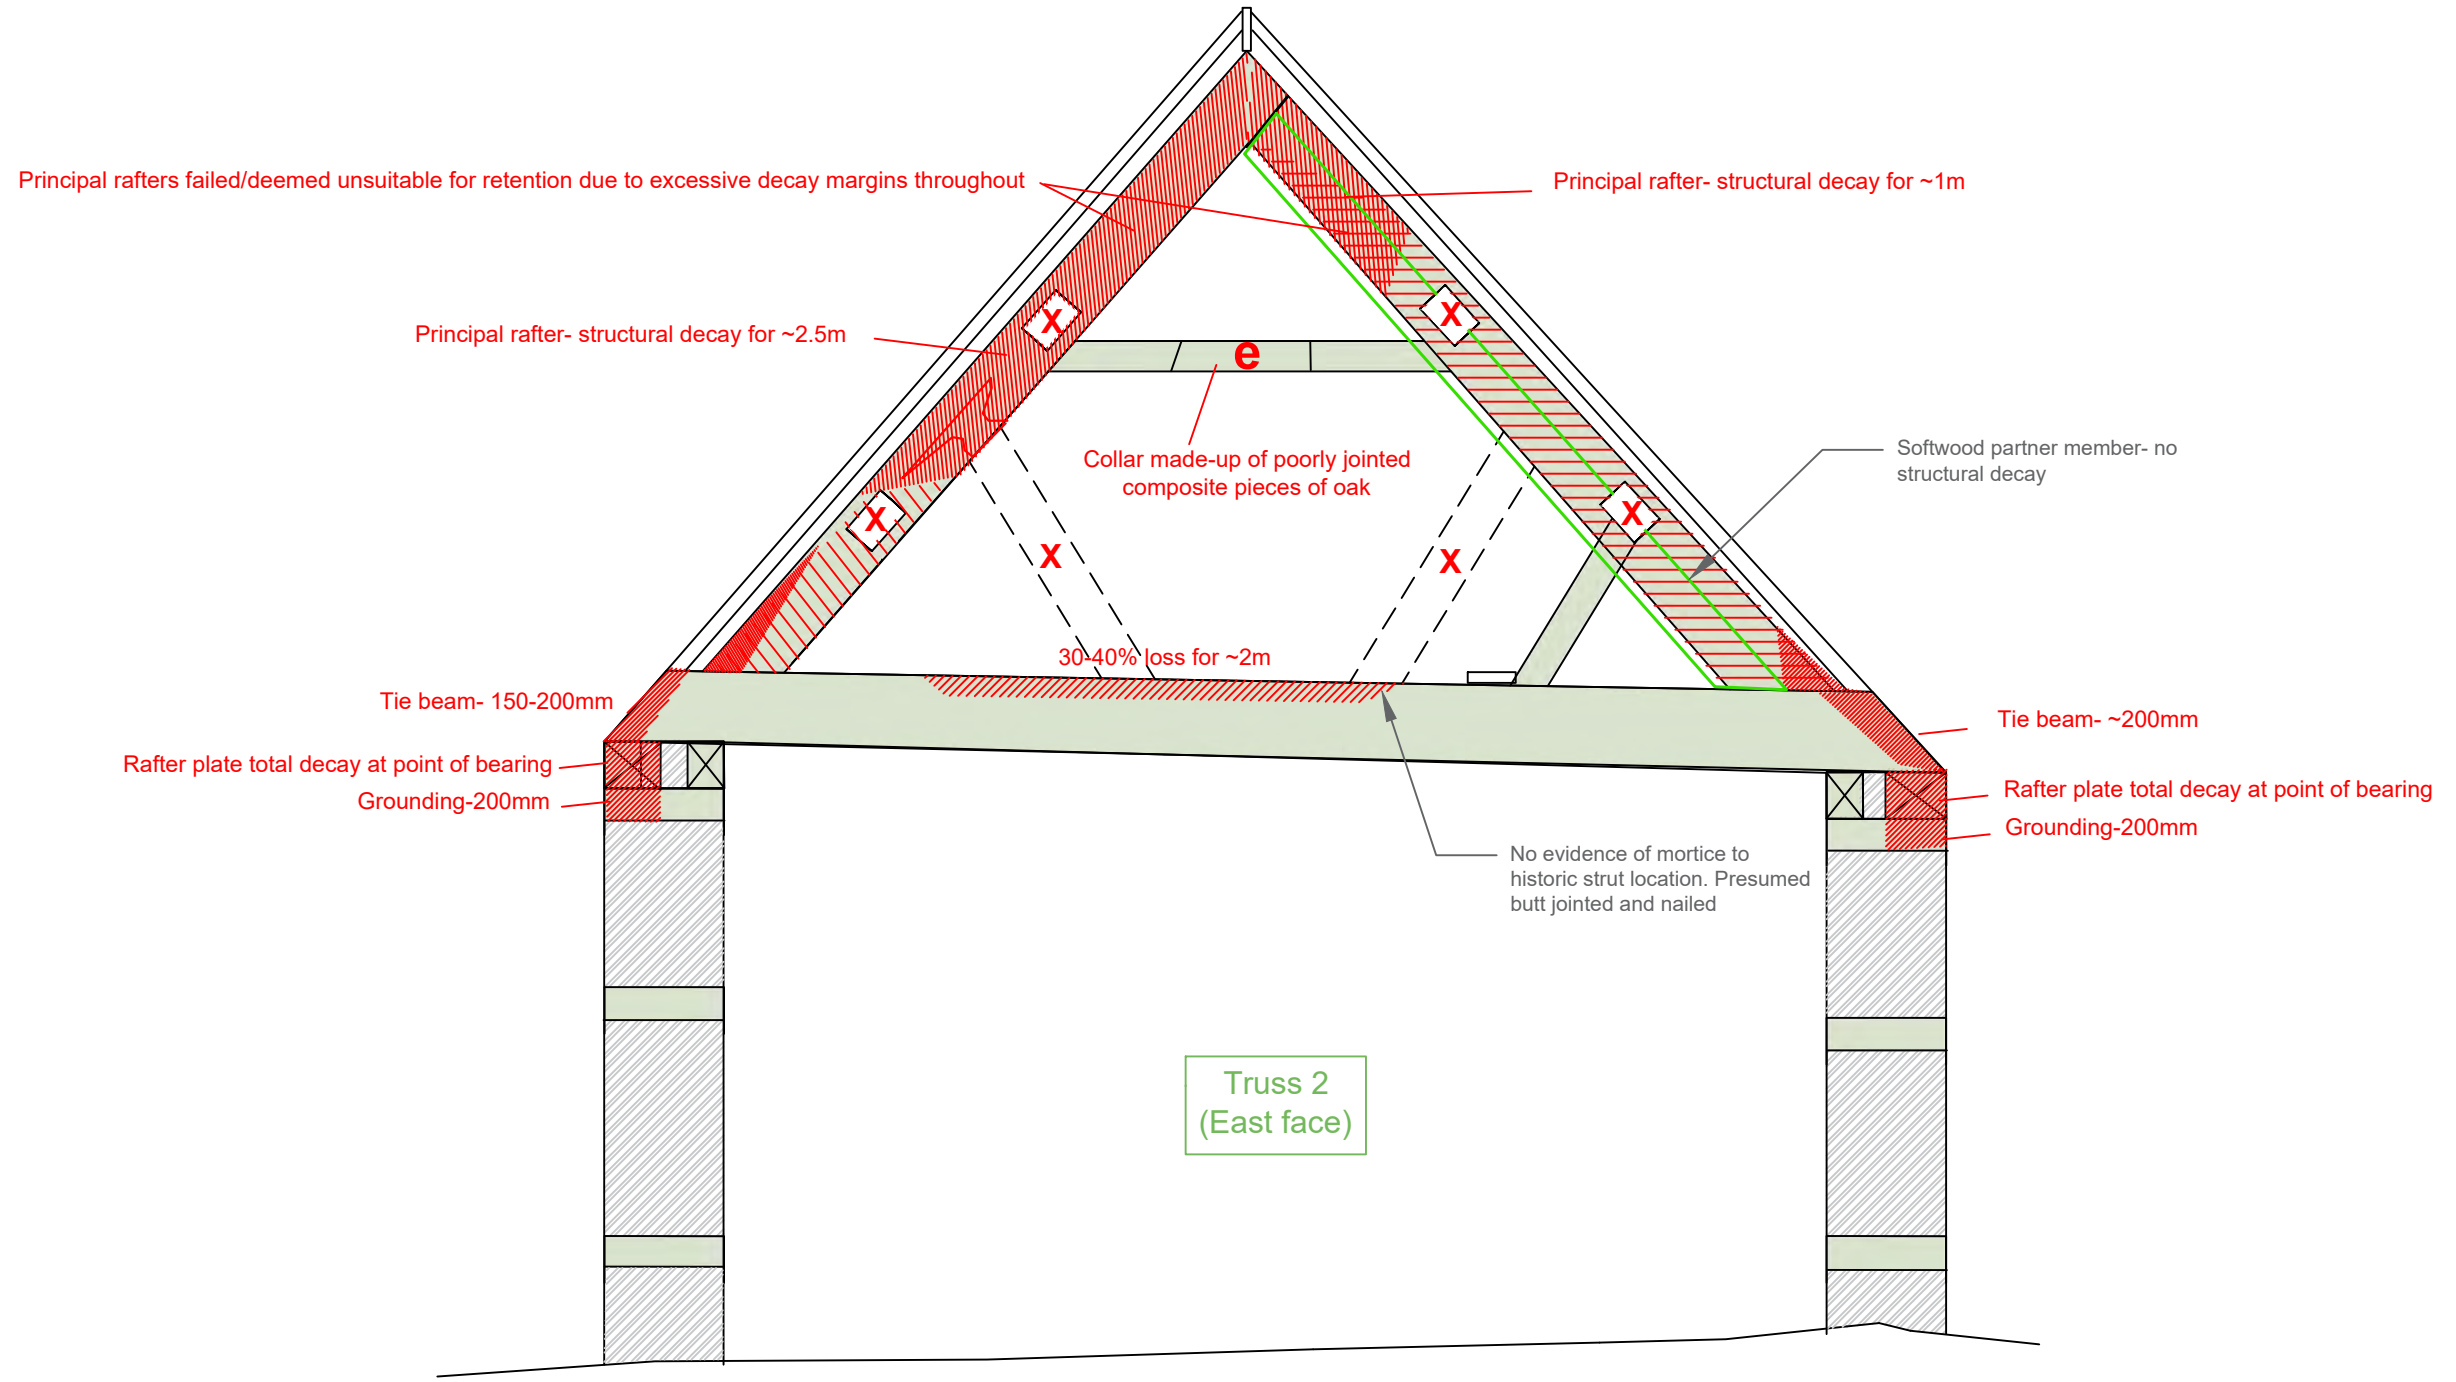 Principal rafters failed/deemed unsuitable for retention due to excessive decay margins throughout
Principal rafter- structural decay for ~1m
X
X
Principal rafter- structural decay for ~2.5m
e
Collar made-up of poorly jointed
composite pieces of oak
Softwood partner member- no
structural decay
X
X
X
X
30-40% loss for ~2m
Tie beam- 150-200mm
Tie beam- ~200mm
Rafter plate total decay at point of bearing
Grounding-200mm
Rafter plate total decay at point of bearing
Grounding-200mm
No evidence of mortice to
historic strut location. Presumed
butt jointed and nailed
Truss 2
(East face)